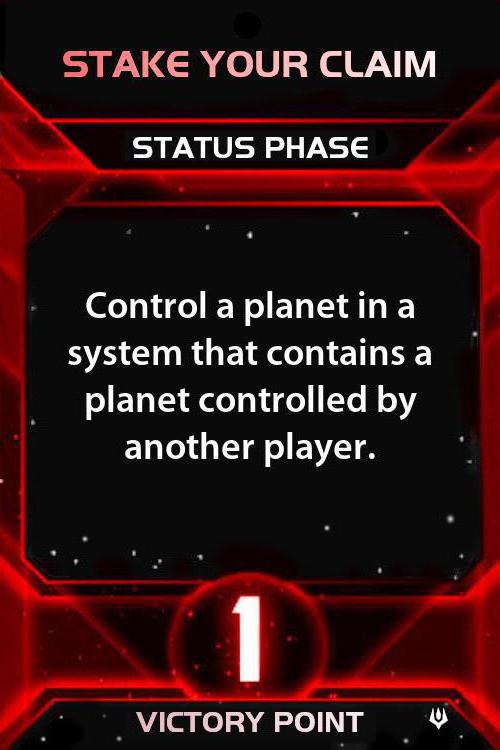 STAKE YOUR CLAIM
STATUS PHASE
Control a planet in a
system that contains a
planet controlled by
another player.
1
VICTORY POINT